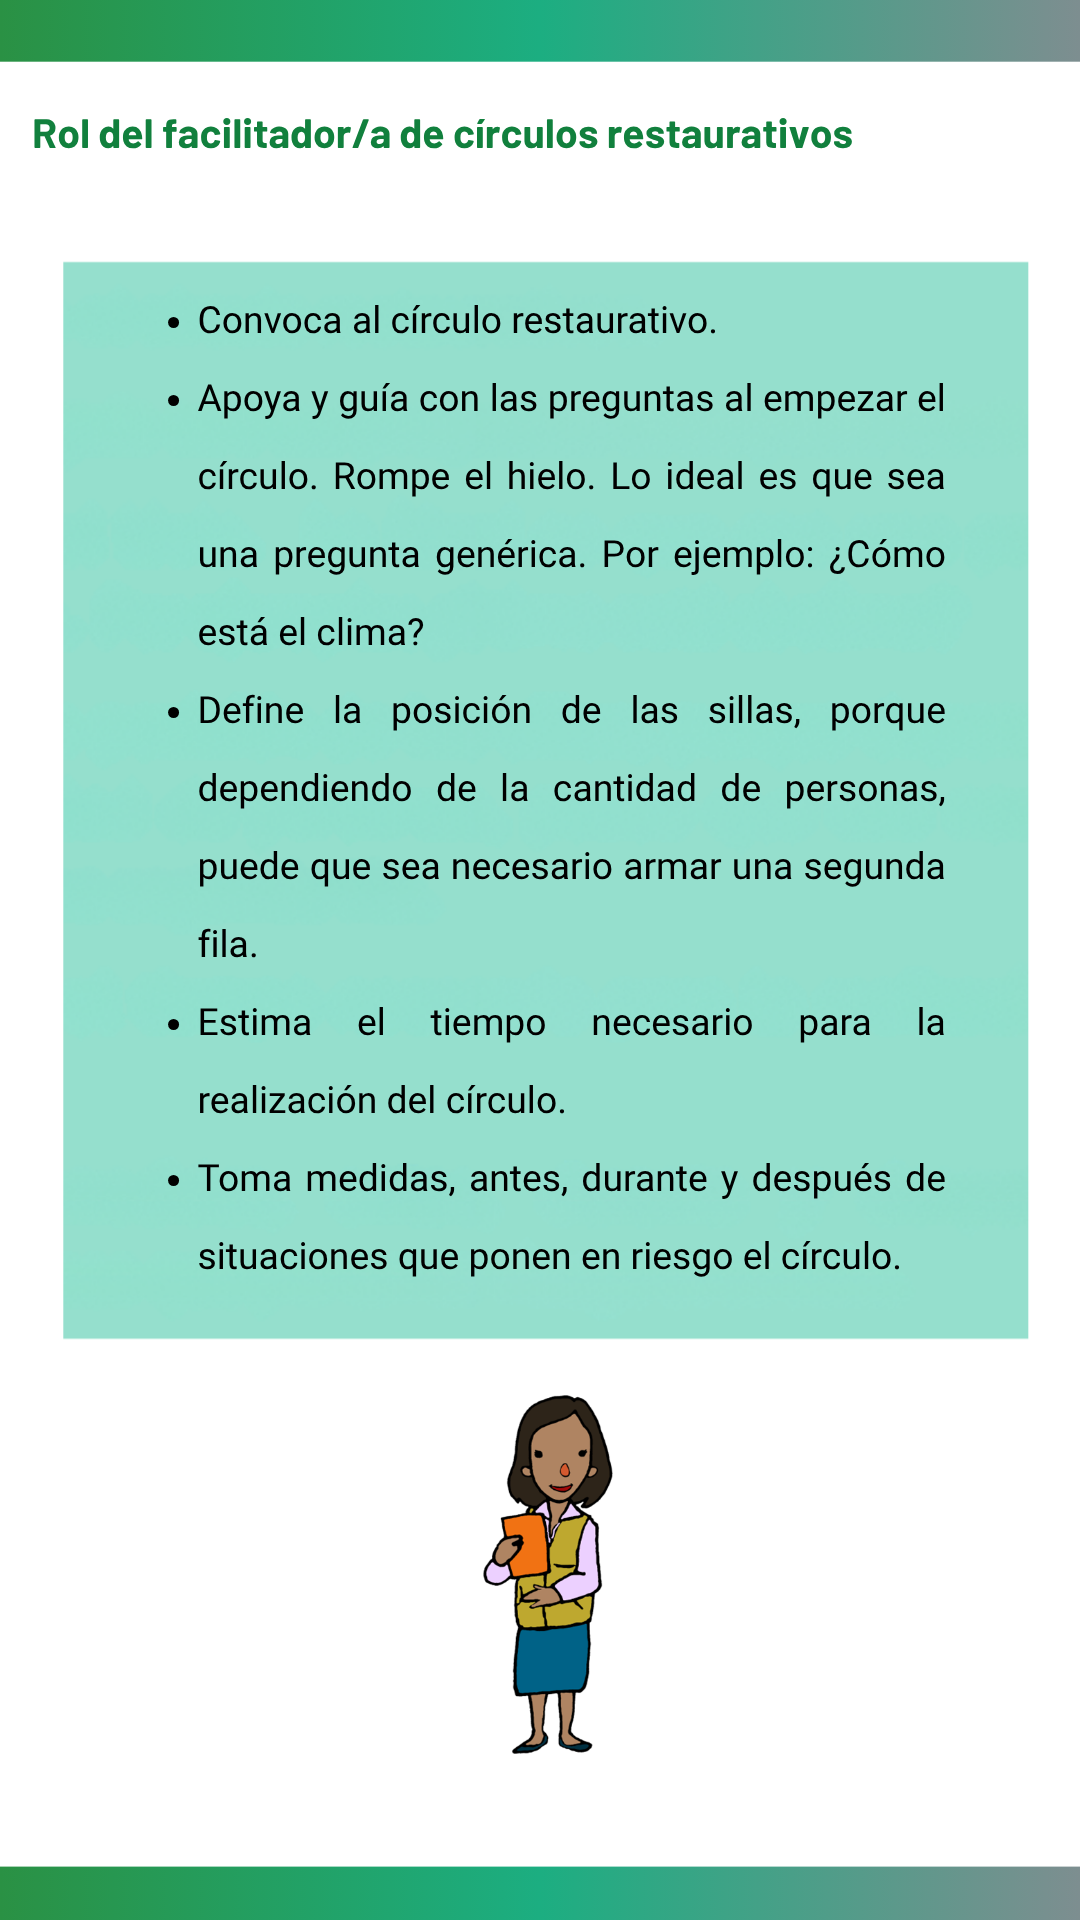 Rol del facilitador/a de círculos restaurativos
• Convoca al círculo restaurativo.
• Apoya y guía con las preguntas al empezar el
círculo. Rompe el hielo. Lo ideal es que sea
una pregunta genérica. Por ejemplo: ¿Cómo
está el clima?
• Define la posición de las sillas, porque
dependiendo de la cantidad de personas,
puede que sea necesario armar una segunda
fila.
• Estima el tiempo necesario para la
realización del círculo.
• Toma medidas, antes, durante y después de
situaciones que ponen en riesgo el círculo.